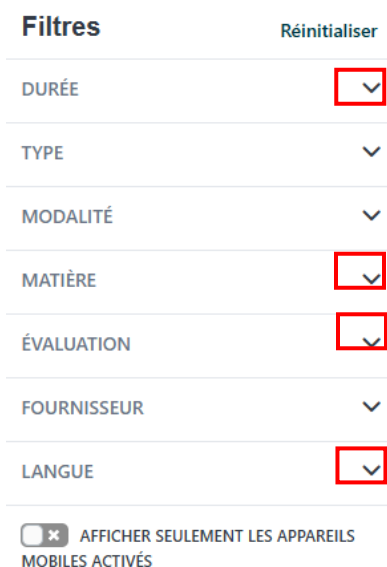 Filtres
Réinitialiser
DURÉE
TYPE
MODALITÉ
MATIÈRE
ÉVALUATION
FOURNISSEUR
LANGUE
AFFICHER SEULEMENT LES APPAREILS
MOBILES ACTIVÉS